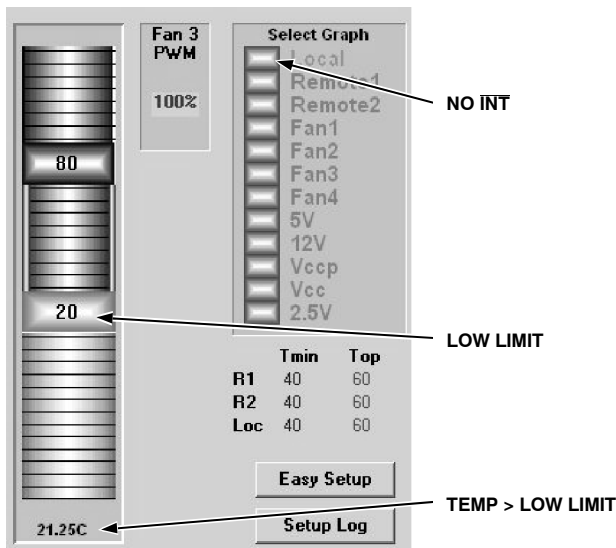 80
20
21.25C
Fan 3
PWM
100%
Select Graph
Local
Remote1
Remote2
Fan1
Fan2
Fan3
Fan4
5V
12V
Vccp
Vcc
2.5V
Tmin Top
R1 40 60
R2 40 60
Loc 40 60
Easy Setup
Setup Log
NO INT
LOW LIMIT
TEMP > LOW LIMIT